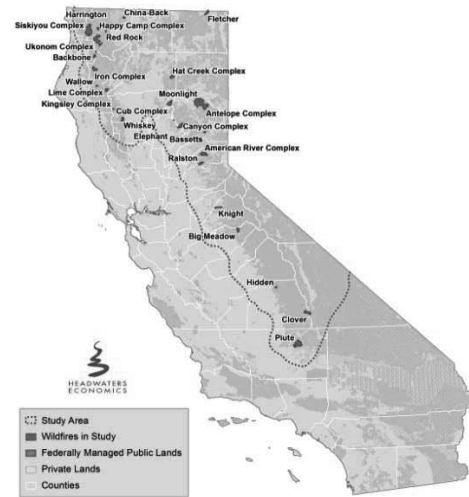 Harrington
China-Back
Fletcher
Siskiyou Complex
Happy Camp Complex
Red Rock
Ukonom Complex
Backbone
Iron Complex
Hat Creek Complex
Wallow
Moonlight
Lime Complex
Kingsley Complex
Cub Complex
Antelope Complex
Whiskey
Canyon Complex
Elephant
Bassetts
American River Complex
Ralston
Knight
Big-Meadow
Hidden
Clover
Piute
HEADWATERS
ECONOMICS
Study Area
Wildfires in Study
Federally Managed Public Lands
Private Lands
Counties